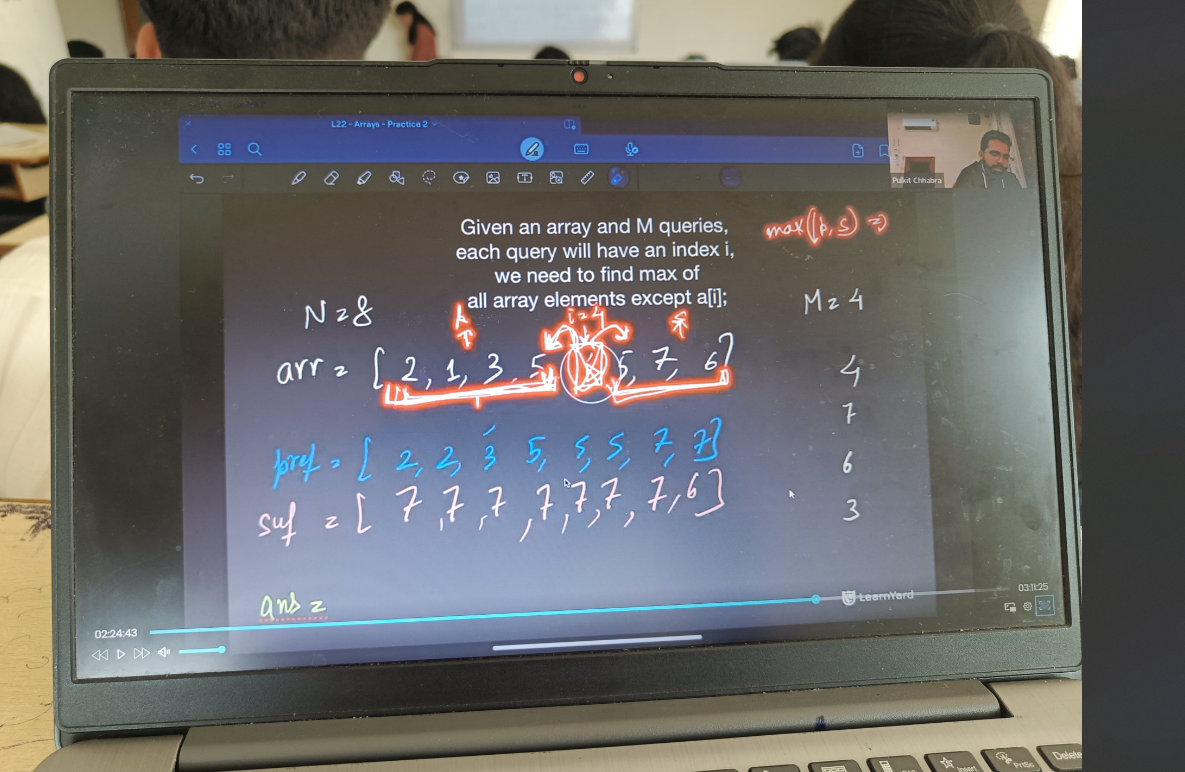 L22 - Arrays - Practice 2
Pulkit Chhabra
Given an array and M queries,
each query will have an index i,
we need to find max of
all array elements except a[i];
max(p, s) =>
N = 8
M = 4
p
i = 4
s
arr = [ 2, 1, 3, 5, 5, 7, 6]
4
7
pref = [ 2, 2, 3 5, 5, 5, 7, 7]
6
suf = [ 7, 7, 7, 7, 7, 7, 7, 6]
3
ans =
LearnYard
03:11:25
02:24:43
Insert
PrtSc
Delete